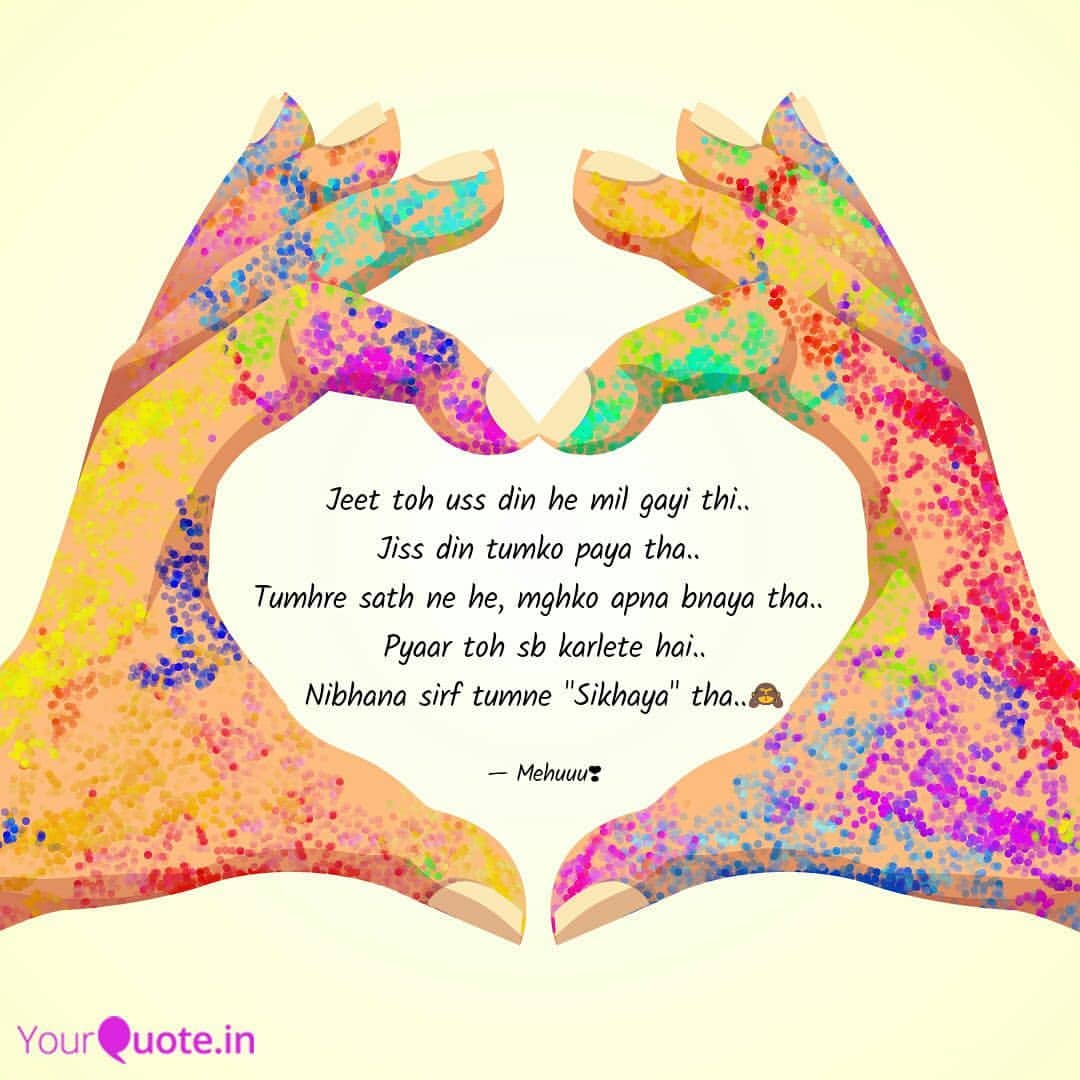 Jeet toh uss din he mil gayi thi..
Jiss din tumko paya tha..
Tumhre sath ne he, mghko apna bnaya tha..
Pyaar toh sb karlete hai..
Nibhana sirf tumne "Sikhaya" tha..🙈
— Mehuuu❣
YourQuote.in